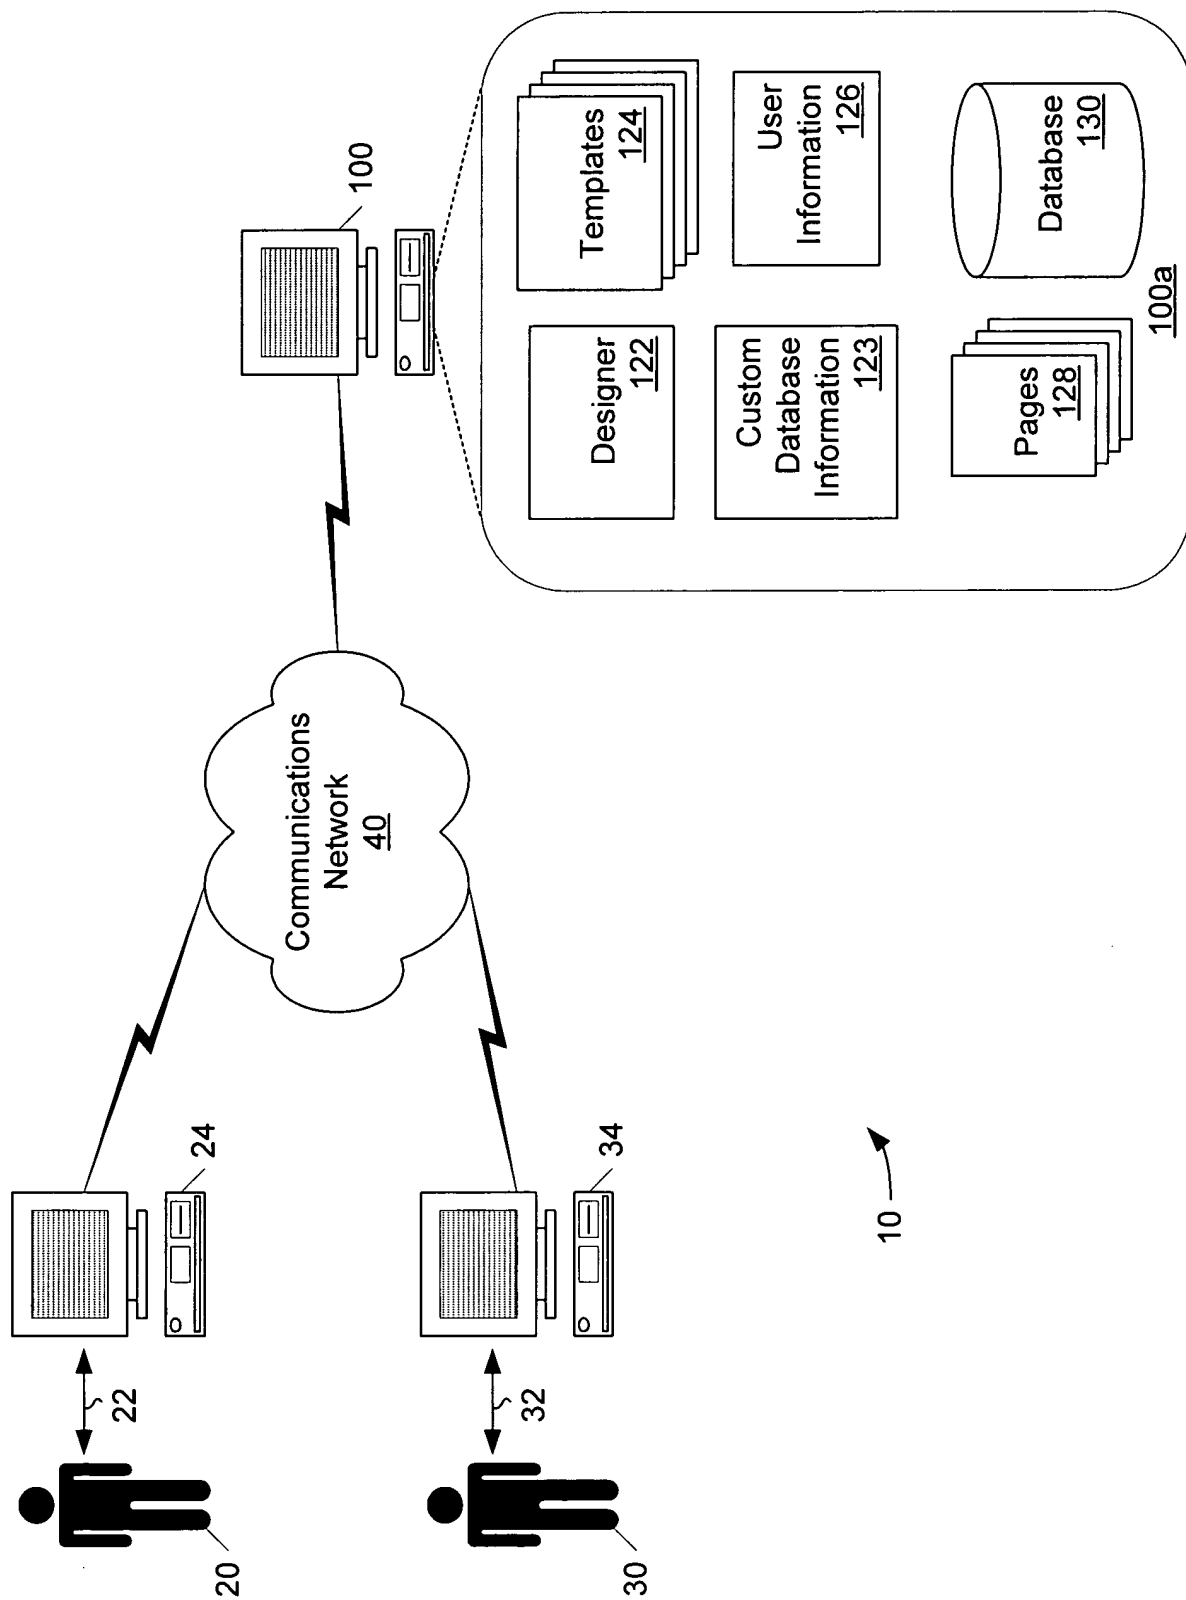 20
22
24
30
32
34
Communications
Network
40
10
100
Designer
122
Templates
124
Custom
Database
Information
123
User
Information
126
Pages
128
Database
130
100a